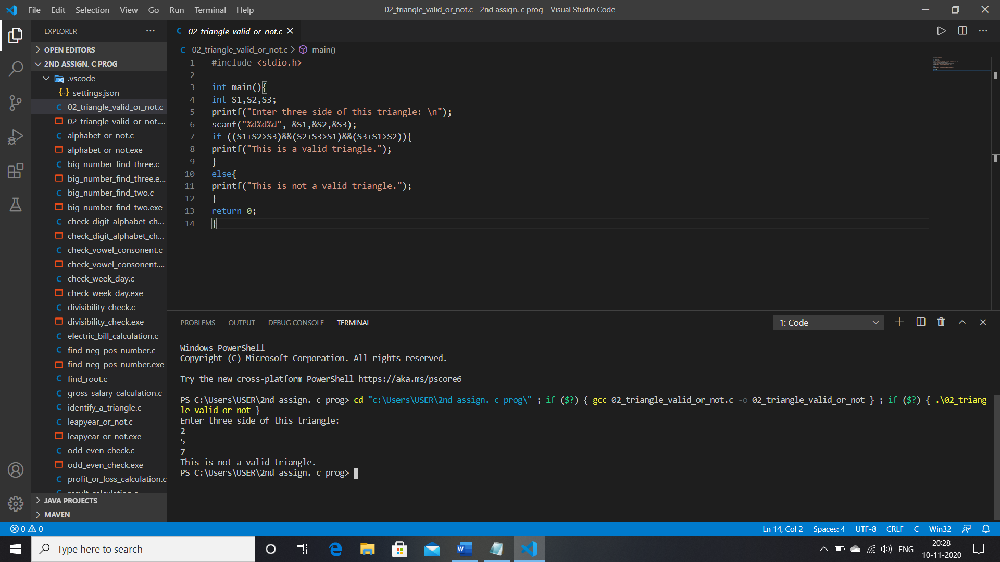 File Edit Selection View Go Run Terminal Help
02_triangle_valid_or_not.c - 2nd assign. c prog - Visual Studio Code
EXPLORER
OPEN EDITORS
2ND ASSIGN. C PROG
.vscode
settings.json
02_triangle_valid_or_not.c
02_triangle_valid_or_not....
alphabet_or_not.c
alphabet_or_not.exe
big_number_find_three.c
big_number_find_three.e...
big_number_find_two.c
big_number_find_two.exe
check_digit_alphabet_ch...
check_digit_alphabet_ch...
check_vowel_consonent.c
check_vowel_consonent....
check_week_day.c
check_week_day.exe
divisibility_check.c
divisibility_check.exe
electric_bill_calculation.c
find_neg_pos_number.c
find_neg_pos_number.exe
find_root.c
gross_salary_calculation.c
identify_a_triangle.c
leapyear_or_not.c
leapyear_or_not.exe
odd_even_check.c
odd_even_check.exe
profit_or_loss_calculation.c
result_calculation.c
JAVA PROJECTS
MAVEN
02_triangle_valid_or_not.c
02_triangle_valid_or_not.c > main()
1 #include <stdio.h>
2
3 int main(){
4 int S1,S2,S3;
5 printf("Enter three side of this triangle: \n");
6 scanf("%d%d%d", &S1,&S2,&S3);
7 if ((S1+S2>S3)&&(S2+S3>S1)&&(S3+S1>S2)){
8 printf("This is a valid triangle.");
9 }
10 else{
11 printf("This is not a valid triangle.");
12 }
13 return 0;
14 }
PROBLEMS OUTPUT DEBUG CONSOLE TERMINAL
1: Code
Windows PowerShell
Copyright (C) Microsoft Corporation. All rights reserved.
Try the new cross-platform PowerShell https://aka.ms/pscore6
PS C:\Users\USER\2nd assign. c prog> cd "c:\Users\USER\2nd assign. c prog\" ; if ($?) { gcc 02_triangle_valid_or_not.c -o 02_triangle_valid_or_not } ; if ($?) { .\02_triang
le_valid_or_not }
Enter three side of this triangle:
2
5
7
This is not a valid triangle.
PS C:\Users\USER\2nd assign. c prog>
0 0
Ln 14, Col 2 Spaces: 4 UTF-8 CRLF C Win32
Type here to search
ENG
20:28
10-11-2020